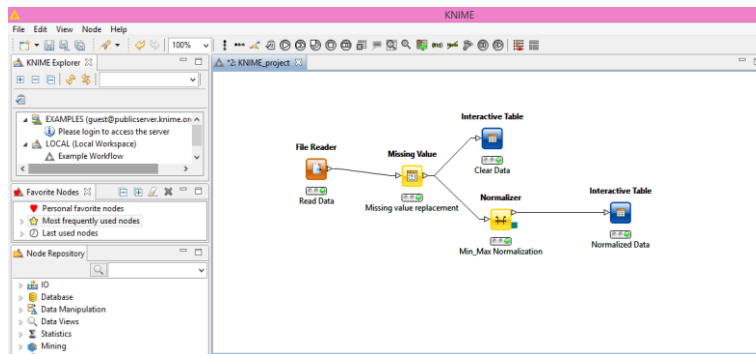 KNIME
File Edit View Node Help
100%
KNIME Explorer
*2: KNIME_project
EXAMPLES (guest@publicserver.knime.on
Please login to access the server
LOCAL (Local Workspace)
Example Workflow
Favorite Nodes
Personal favorite nodes
Most frequently used nodes
Last used nodes
Node Repository
IO
Database
Data Manipulation
Data Views
Statistics
Mining
File Reader
Read Data
Missing Value
Missing value replacement
Interactive Table
Clear Data
Normalizer
Min_Max Normalization
Interactive Table
Normalized Data